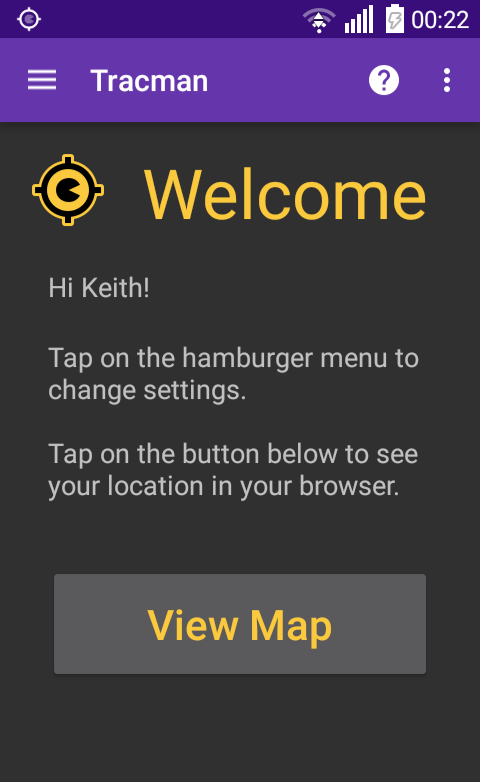 00:22
Tracman
Welcome
Hi Keith!
Tap on the hamburger menu to
change settings.
Tap on the button below to see
your location in your browser.
View Map